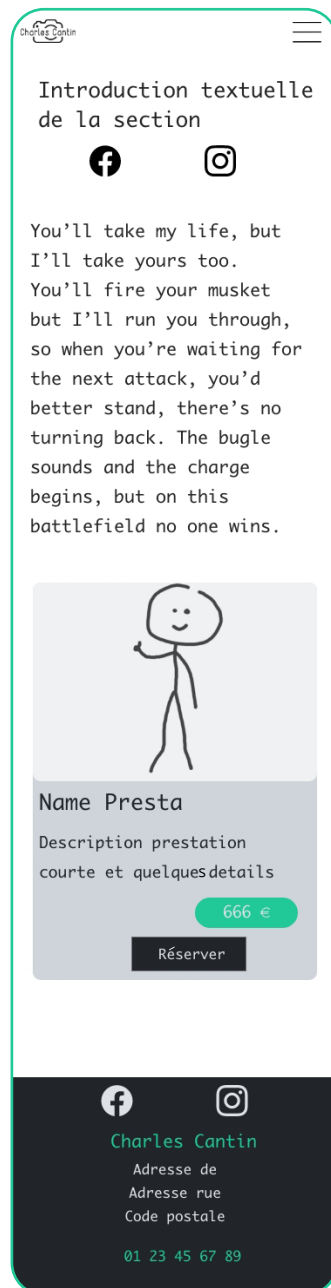 Charles Cantin
Introduction textuelle
de la section
You’ll take my life, but
I’ll take yours too.
You’ll fire your musket
but I’ll run you through,
so when you’re waiting for
the next attack, you’d
better stand, there’s no
turning back. The bugle
sounds and the charge
begins, but on this
battlefield no one wins.
Name Presta
Description prestation
courte et quelques details
666 €
Réserver
Charles Cantin
Adresse de
Adresse rue
Code postale
01 23 45 67 89